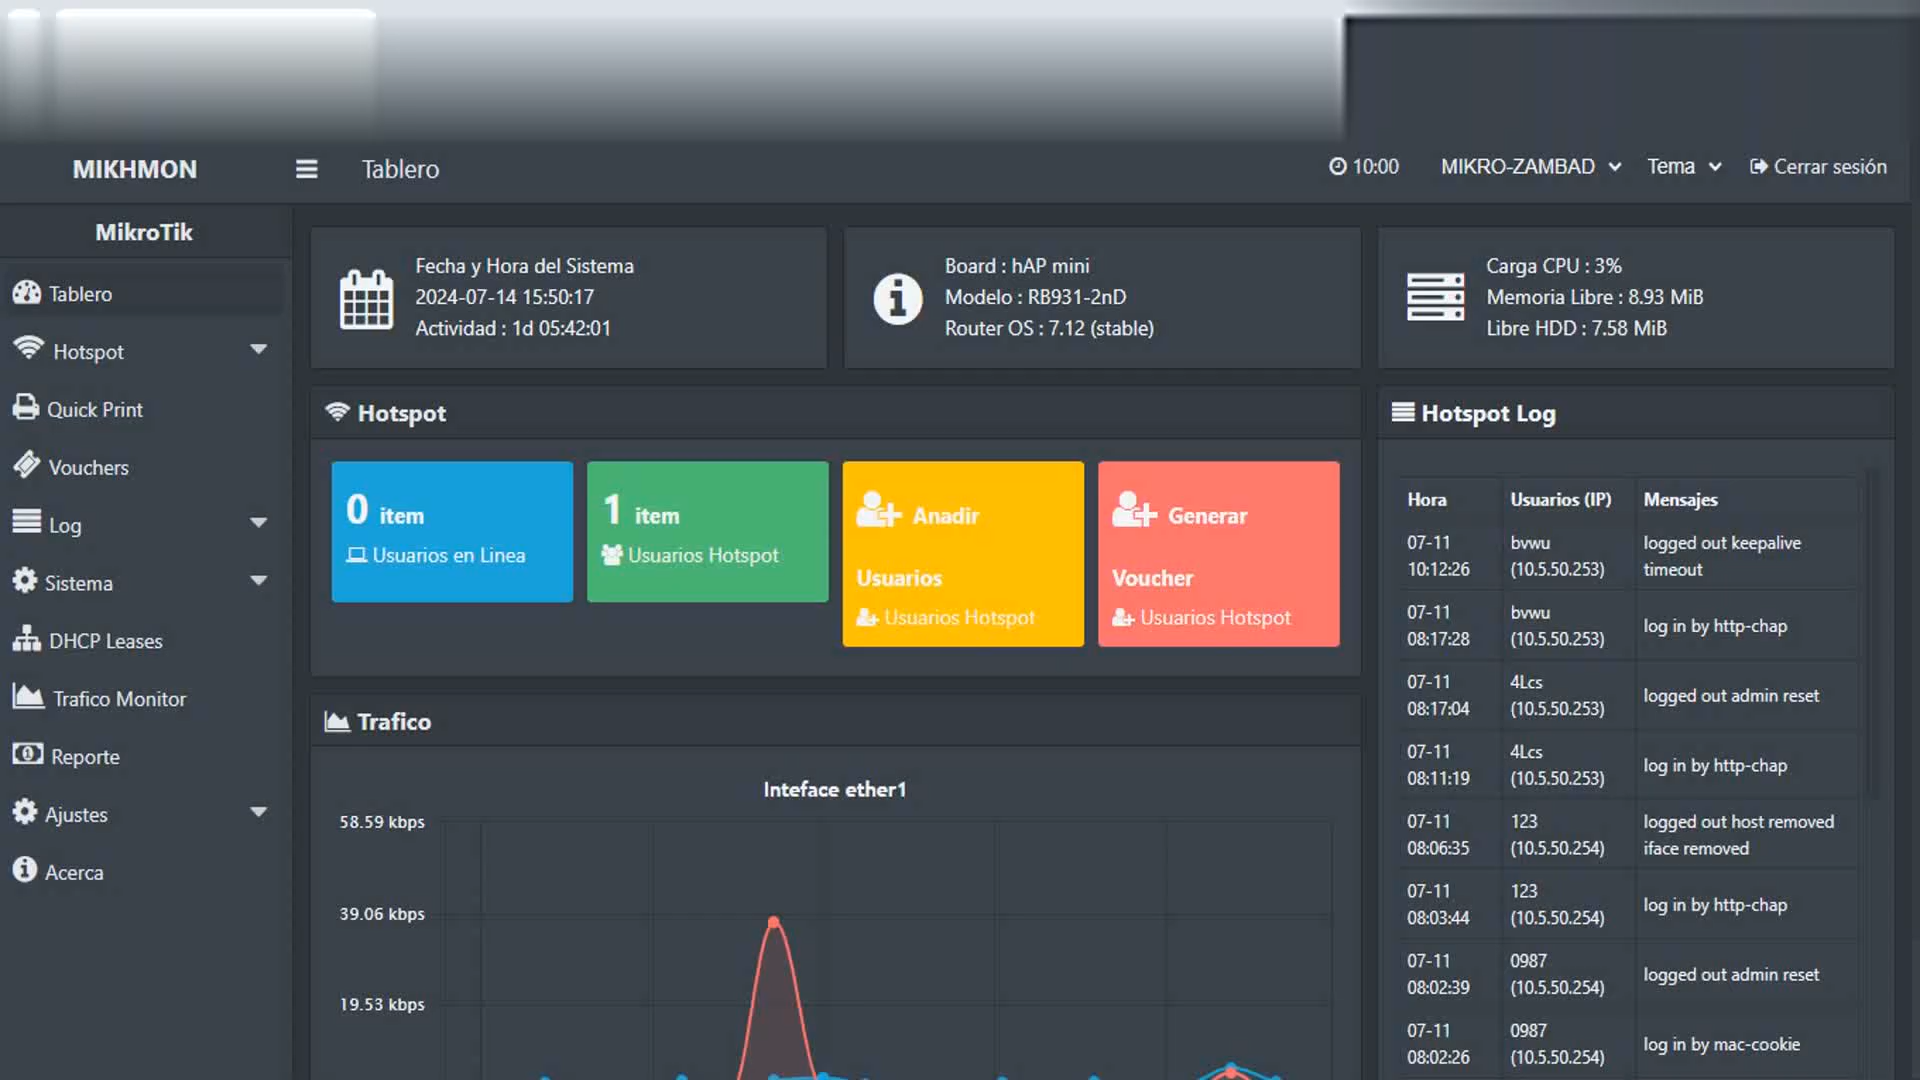 MIKHMON
Tablero
10:00
MIKRO-ZAMBAD
Tema
Cerrar sesión
MikroTik
Tablero
Hotspot
Quick Print
Vouchers
Log
Sistema
DHCP Leases
Trafico Monitor
Reporte
Ajustes
Acerca
Fecha y Hora del Sistema
2024-07-14 15:50:17
Actividad : 1d 05:42:01
Board : hAP mini
Modelo : RB931-2nD
Router OS : 7.12 (stable)
Carga CPU : 3%
Memoria Libre : 8.93 MiB
Libre HDD : 7.58 MiB
Hotspot
0 item
Usuarios en Linea
1 item
Usuarios Hotspot
Anadir
Usuarios
Usuarios Hotspot
Generar
Voucher
Usuarios Hotspot
Trafico
Inteface ether1
58.59 kbps
39.06 kbps
19.53 kbps
Hotspot Log
Hora Usuarios (IP) Mensajes
07-11 bvwu logged out keepalive
10:12:26 (10.5.50.253) timeout
07-11 bvwu
08:17:28 (10.5.50.253) log in by http-chap
07-11 4Lcs
08:17:04 (10.5.50.253) logged out admin reset
07-11 4Lcs
08:11:19 (10.5.50.253) log in by http-chap
07-11 123 logged out host removed
08:06:35 (10.5.50.254) iface removed
07-11 123
08:03:44 (10.5.50.254) log in by http-chap
07-11 0987
08:02:39 (10.5.50.254) logged out admin reset
07-11 0987
08:02:26 (10.5.50.254) log in by mac-cookie